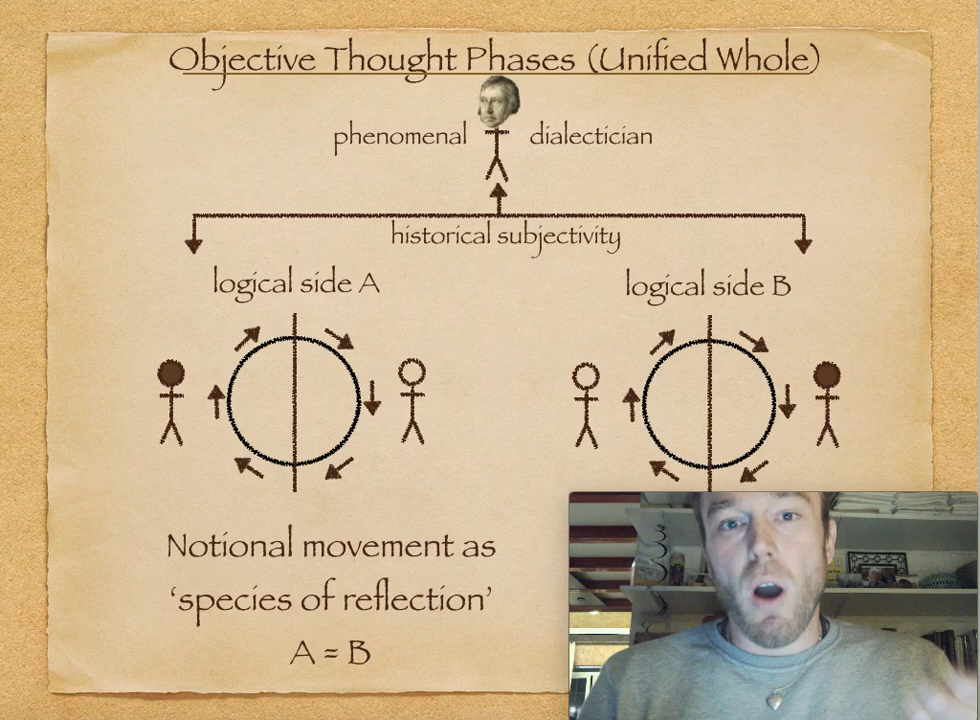 Objective Thought Phases (Unified Whole)
phenomenal dialectician
historical subjectivity
logical side A logical side B
Notional movement as
‘species of reflection’
A = B